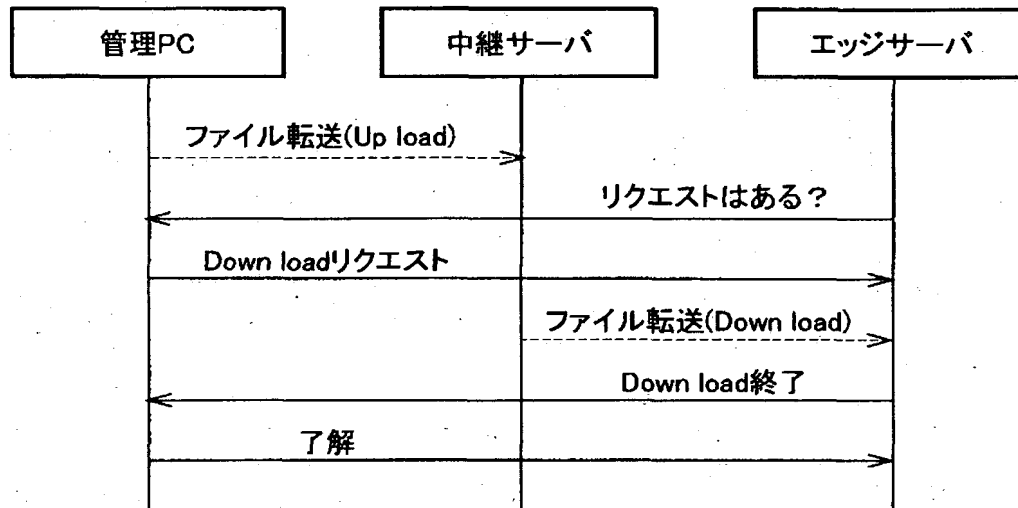 管理PC
中継サーバ
エッジサーバ
ファイル転送(Up load)
リクエストはある？
Down loadリクエスト
ファイル転送(Down load)
Down load終了
了解